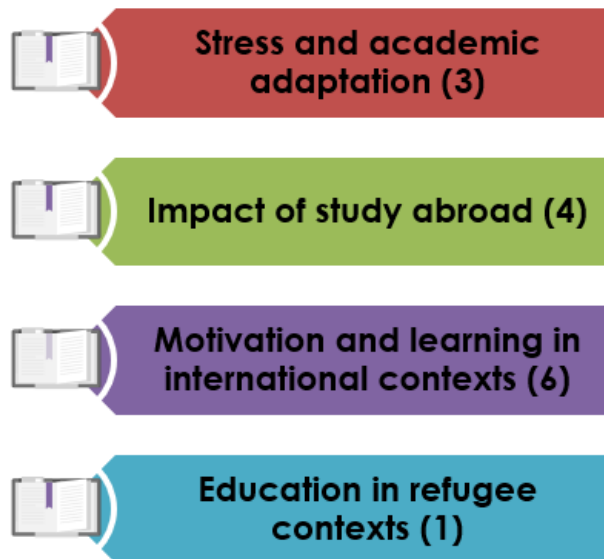 Stress and academic
adaptation (3)
Impact of study abroad (4)
Motivation and learning in
international contexts (6)
Education in refugee
contexts (1)